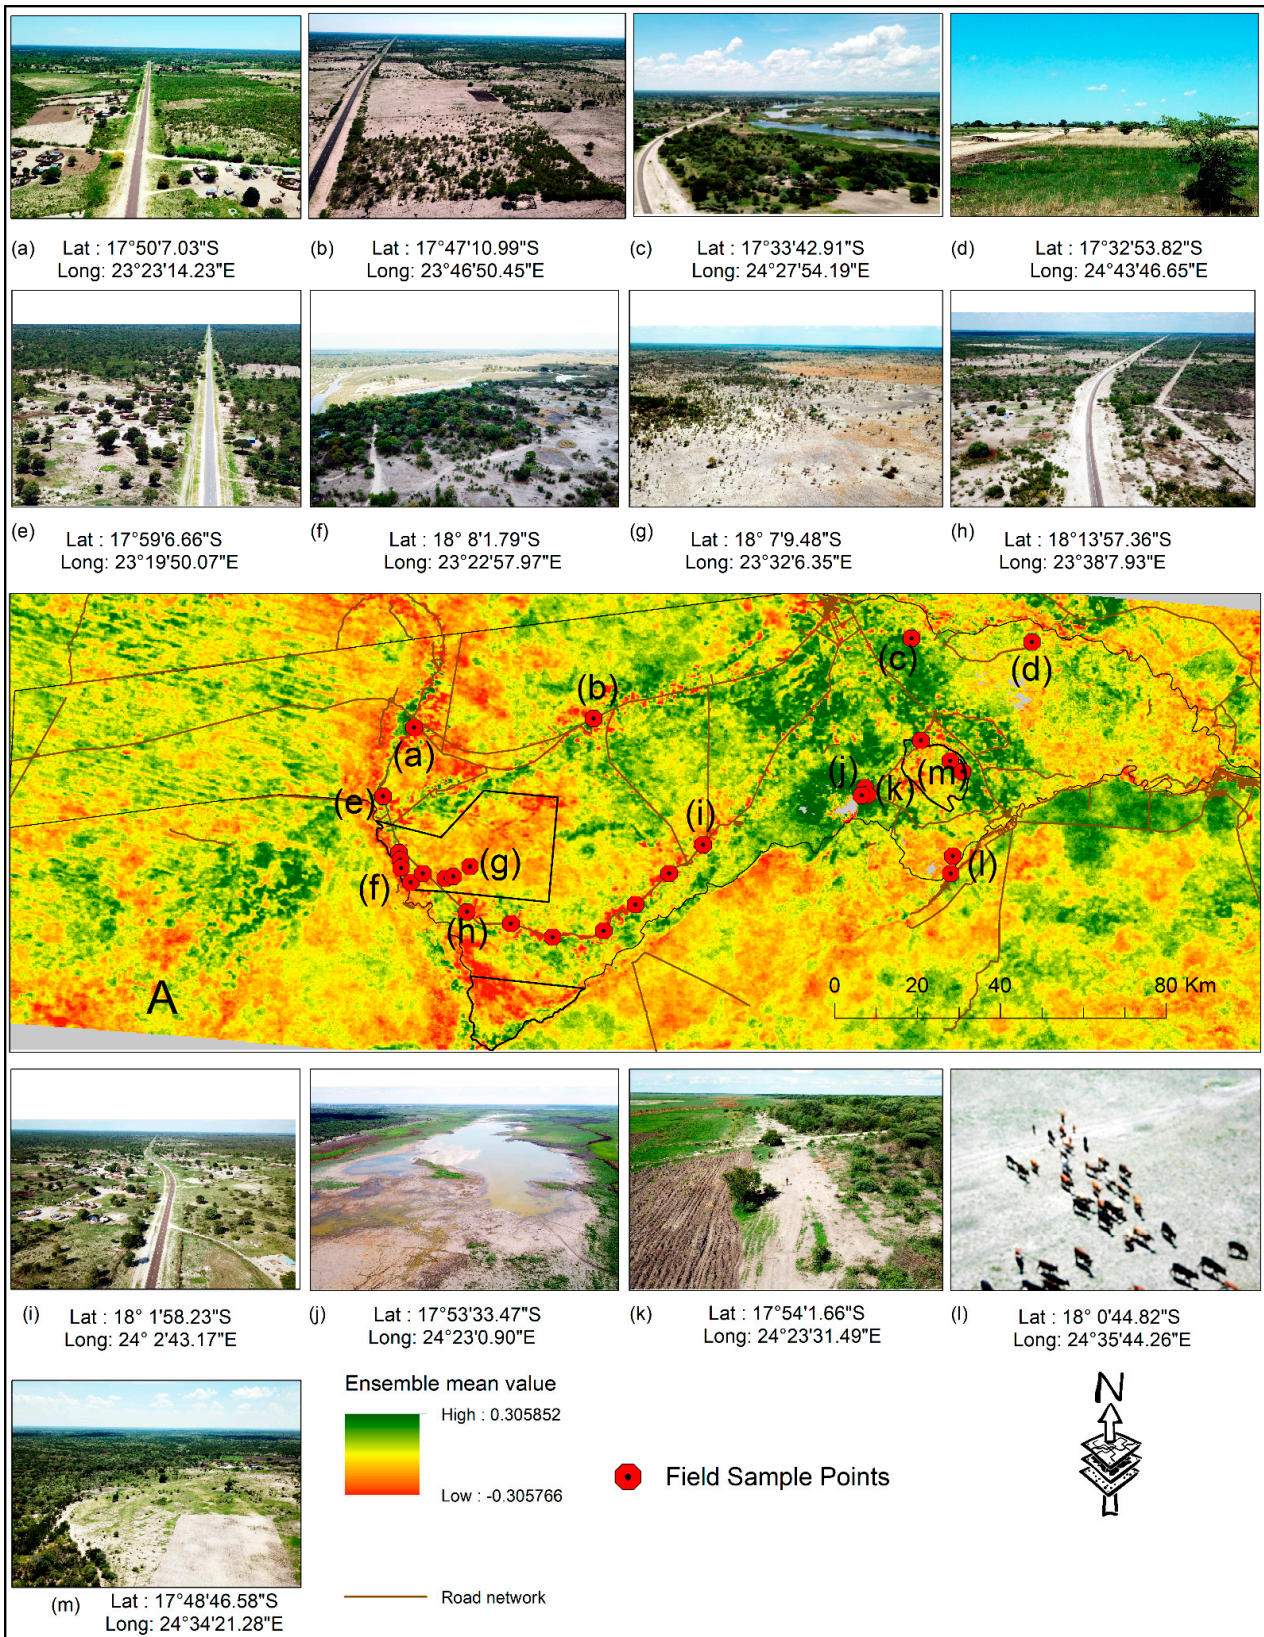 (a) Lat : 17°50'7.03"S
Long: 23°23'14.23"E
(b) Lat : 17°47'10.99"S
Long: 23°46'50.45"E
(c) Lat : 17°33'42.91"S
Long: 24°27'54.19"E
(d) Lat : 17°32'53.82"S
Long: 24°43'46.65"E
(e) Lat : 17°59'6.66"S
Long: 23°19'50.07"E
(f) Lat : 18° 8'1.79"S
Long: 23°22'57.97"E
(g) Lat : 18° 7'9.48"S
Long: 23°32'6.35"E
(h) Lat : 18°13'57.36"S
Long: 23°38'7.93"E
(c)
(d)
(b)
(a)
(m)
(j)
(k)
(e)
(i)
(g)
(l)
(f)
(h)
A
0 20 40 80 Km
(i) Lat : 18° 1'58.23"S
Long: 24° 2'43.17"E
(j) Lat : 17°53'33.47"S
Long: 24°23'0.90"E
(k) Lat : 17°54'1.66"S
Long: 24°23'31.49"E
(l) Lat : 18° 0'44.82"S
Long: 24°35'44.26"E
Ensemble mean value
High : 0.305852
Low : -0.305766
Field Sample Points
N
Road network
(m) Lat : 17°48'46.58"S
Long: 24°34'21.28"E